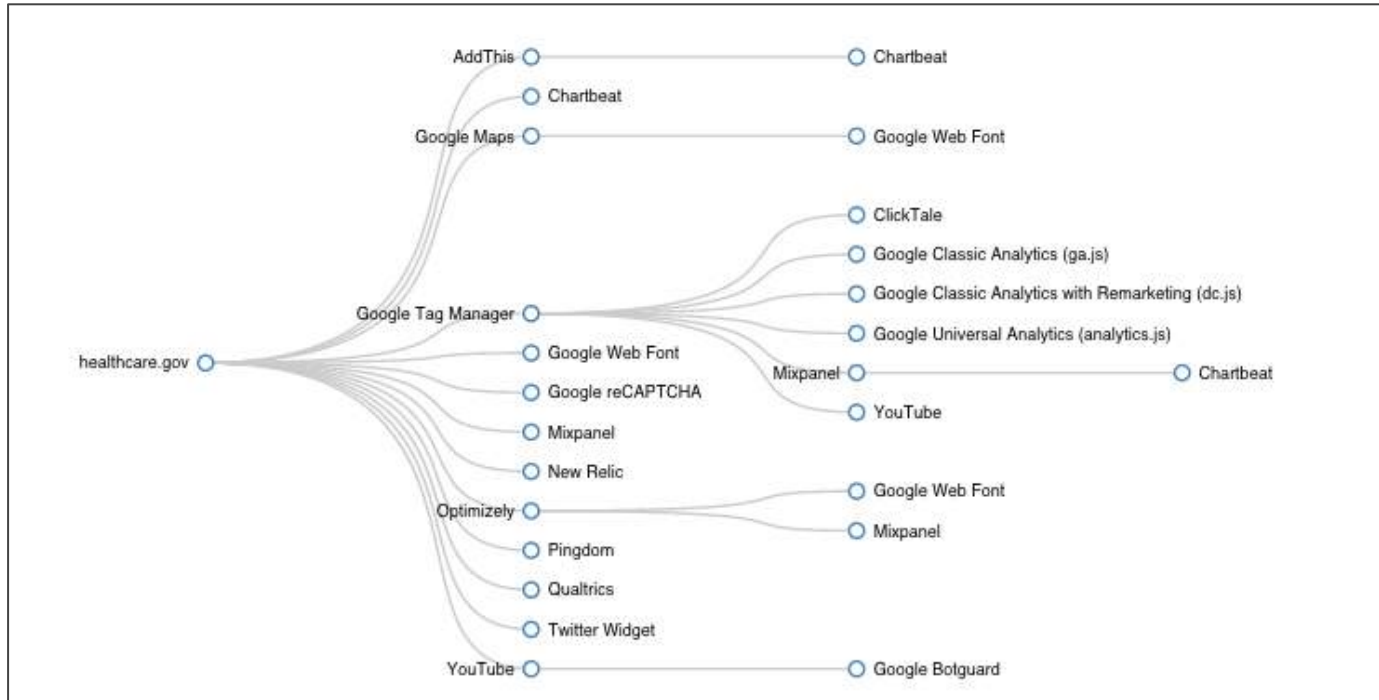 AddThis
Chartbeat
Chartbeat
Google Maps
Google Web Font
ClickTale
Google Classic Analytics (ga.js)
Google Classic Analytics with Remarketing (dc.js)
Google Tag Manager
Google Universal Analytics (analytics.js)
healthcare.gov
Google Web Font
Mixpanel
Chartbeat
Google reCAPTCHA
YouTube
Mixpanel
New Relic
Google Web Font
Optimizely
Mixpanel
Pingdom
Qualtrics
Twitter Widget
YouTube
Google Botguard